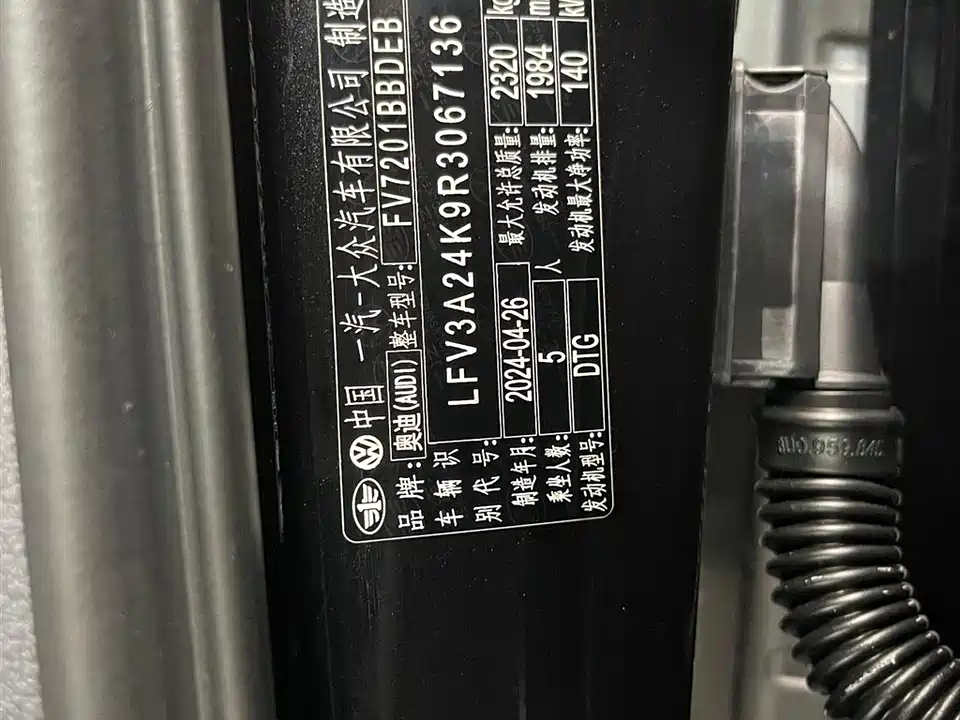 中国 一汽-大众汽车有限公司 制造
品牌: 奥迪(AUDI) 整车型号: FV7201BBDEB
车辆识别代号: LFV3A24K9R3067136
制造年月: 2024-04-26 最大允许总质量: 2320 kg
乘坐人数: 5 人 发动机排量: 1984 m
发动机型号: DTG 发动机最大净功率: 140 kW